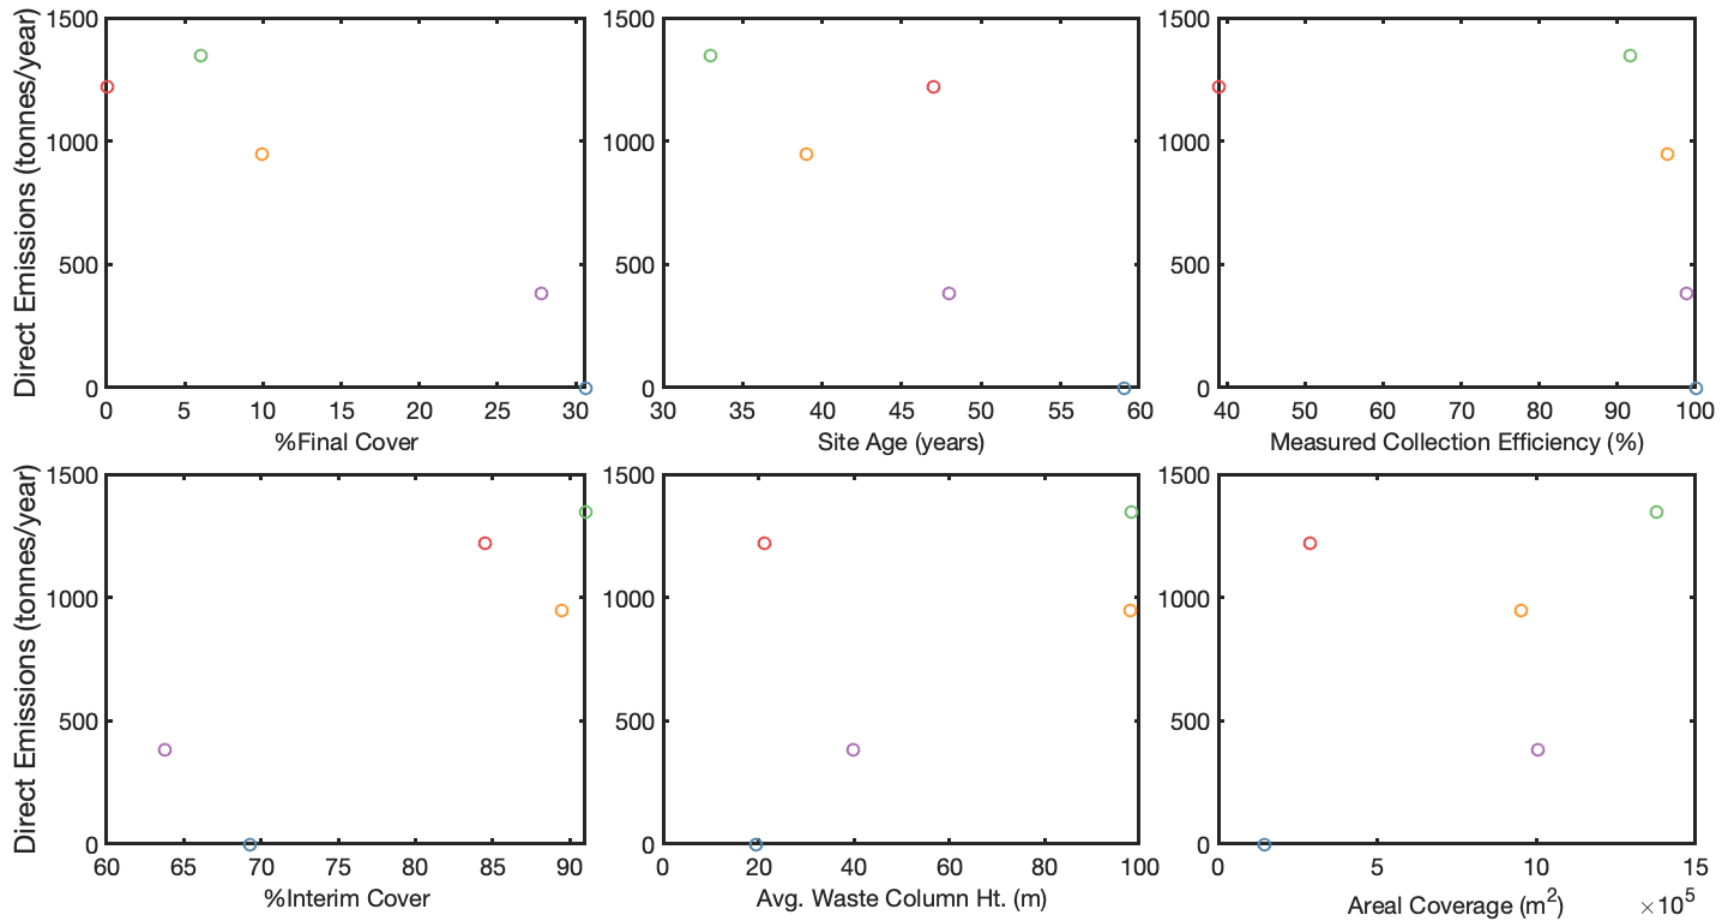 Direct Emissions (tonnes/year)
1500
1000
500
0
0 5 10 15 20 25 30
%Final Cover
1500
1000
500
0
30 35 40 45 50 55 60
Site Age (years)
1500
1000
500
0
40 50 60 70 80 90 100
Measured Collection Efficiency (%)
Direct Emissions (tonnes/year)
1500
1000
500
0
60 65 70 75 80 85 90
%Interim Cover
1500
1000
500
0
0 20 40 60 80 100
Avg. Waste Column Ht. (m)
1500
1000
500
0
0 5 10 15
Areal Coverage (m²) ×10⁵